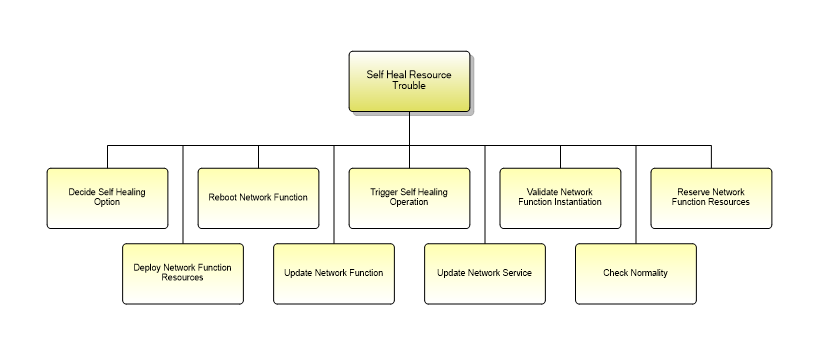 Self Heal Resource
Trouble
Decide Self Healing
Option
Reboot Network Function
Trigger Self Healing
Operation
Validate Network
Function Instantiation
Reserve Network
Function Resources
Deploy Network Function
Resources
Update Network Function
Update Network Service
Check Normality